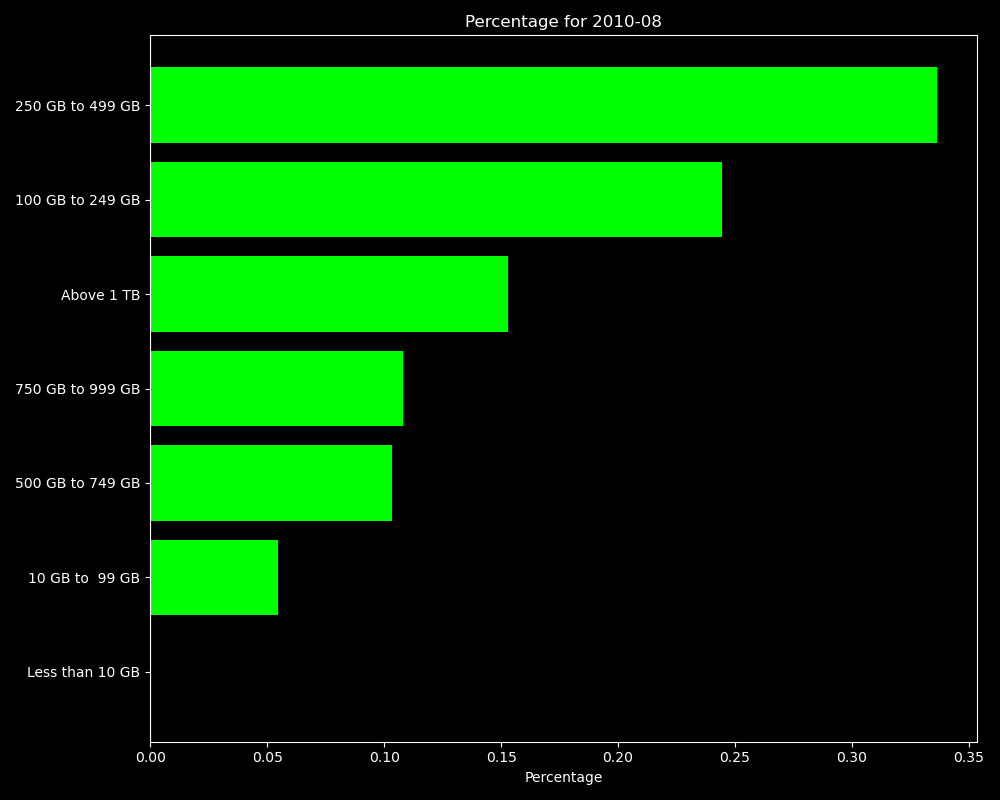 Percentage for 2010-08
250 GB to 499 GB
100 GB to 249 GB
Above 1 TB
750 GB to 999 GB
500 GB to 749 GB
10 GB to  99 GB
Less than 10 GB
0.00 0.05 0.10 0.15 0.20 0.25 0.30 0.35
Percentage